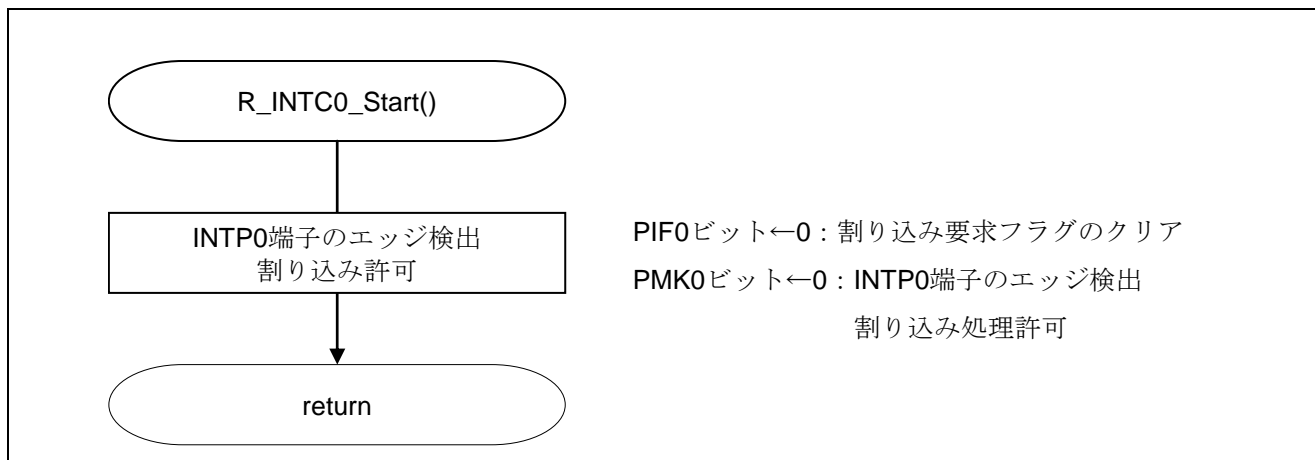 R_INTC0_Start()
INTP0端子のエッジ検出
割り込み許可
PIF0ビット←0：割り込み要求フラグのクリア
PMK0ビット←0：INTP0端子のエッジ検出
割り込み処理許可
return